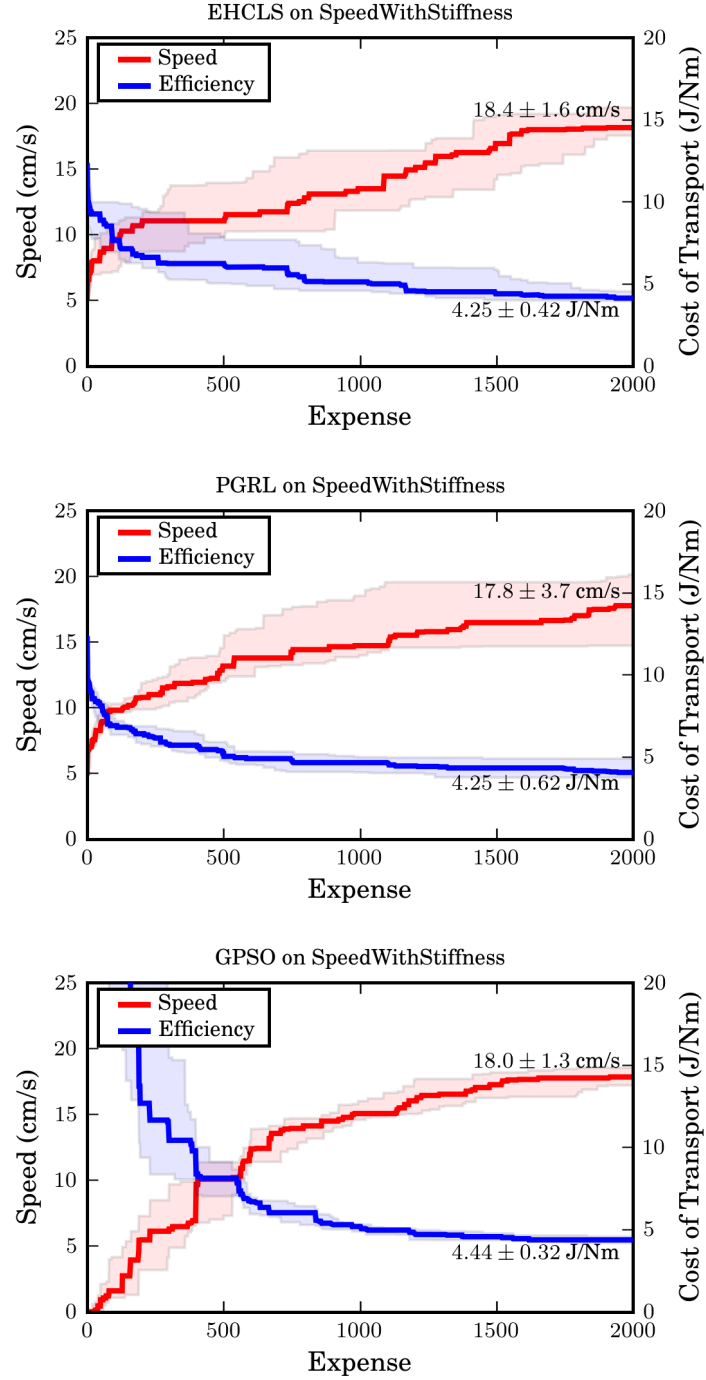 EHCLS on SpeedWithStiffness
25
20
15
10
5
0
Speed (cm/s)
Speed
Efficiency
18.4 ± 1.6 cm/s
4.25 ± 0.42 J/Nm
20
15
10
5
0
Cost of Transport (J/Nm)
0 500 1000 1500 2000
Expense
PGRL on SpeedWithStiffness
25
20
15
10
5
0
Speed (cm/s)
Speed
Efficiency
17.8 ± 3.7 cm/s
4.25 ± 0.62 J/Nm
20
15
10
5
0
Cost of Transport (J/Nm)
0 500 1000 1500 2000
Expense
GPSO on SpeedWithStiffness
25
20
15
10
5
0
Speed (cm/s)
Speed
Efficiency
18.0 ± 1.3 cm/s
4.44 ± 0.32 J/Nm
20
15
10
5
0
Cost of Transport (J/Nm)
0 500 1000 1500 2000
Expense